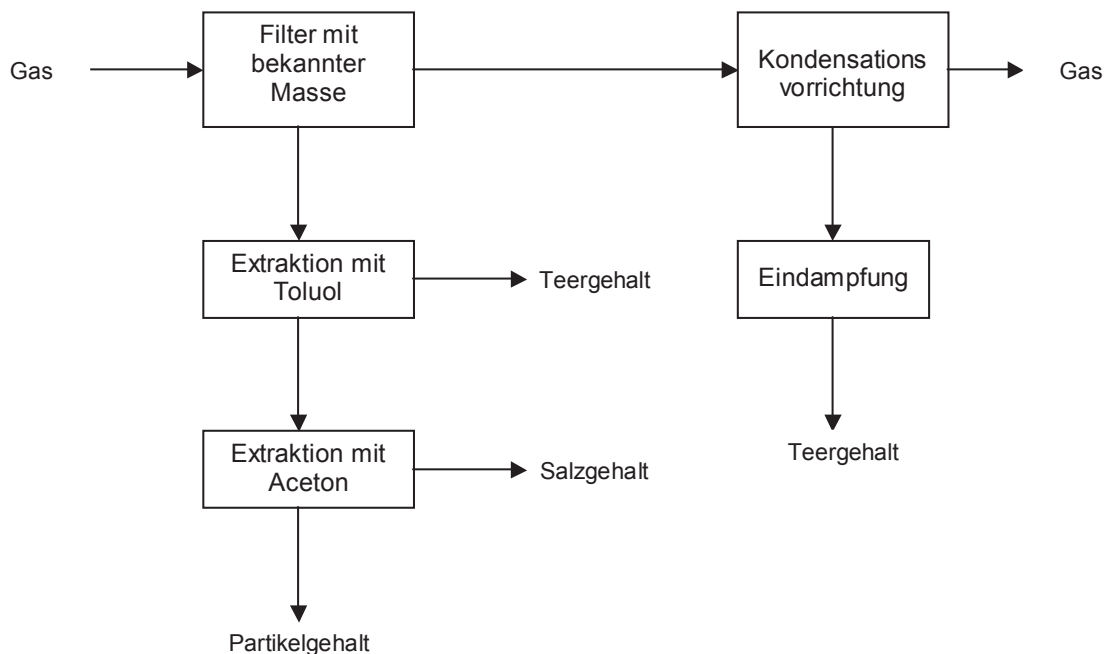 Gas
Filter mit
bekannter
Masse
Kondensations
vorrichtung
Gas
Extraktion mit
Toluol
Teergehalt
Eindampfung
Extraktion mit
Aceton
Salzgehalt
Teergehalt
Partikelgehalt